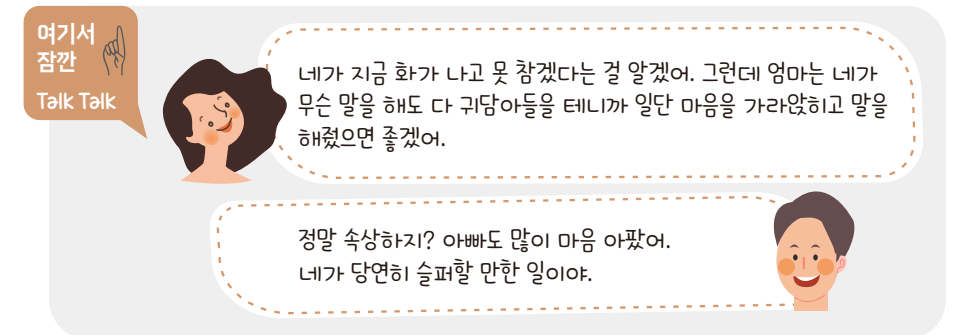 여기서
잠깐
Talk Talk
네가 지금 화가 나고 못 참겠다는 걸 알겠어. 그런데 엄마는 네가
무슨 말을 해도 다 귀담아들을 테니까 일단 마음을 가라앉히고 말을
해줬으면 좋겠어.
정말 속상하지? 아빠도 많이 마음 아팠어.
네가 당연히 슬퍼할 만한 일이야.